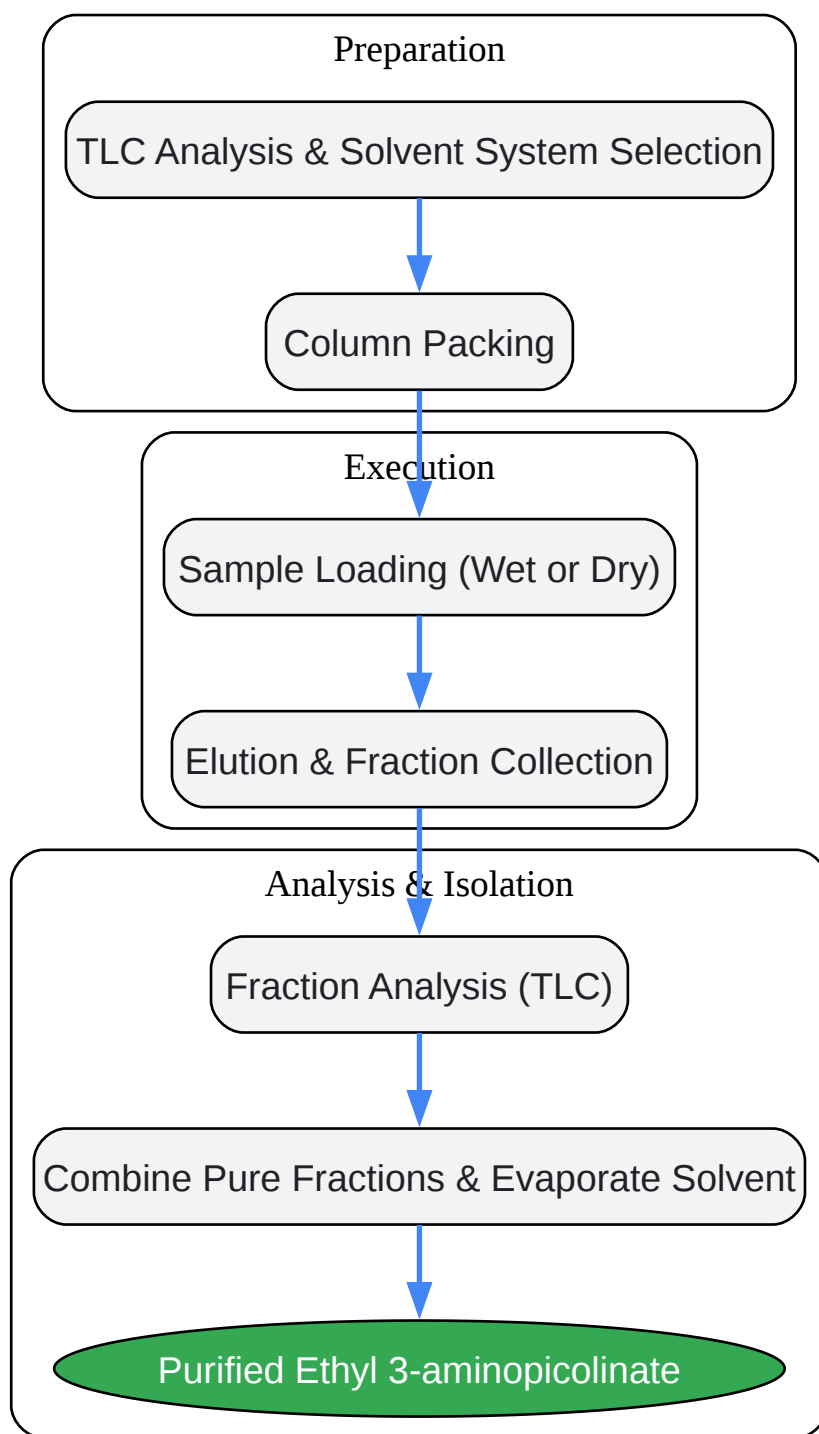 Preparation
TLC Analysis & Solvent System Selection
Column Packing
Execution
Sample Loading (Wet or Dry)
Elution & Fraction Collection
Analysis & Isolation
Fraction Analysis (TLC)
Combine Pure Fractions & Evaporate Solvent
Purified Ethyl 3-aminopicolinate